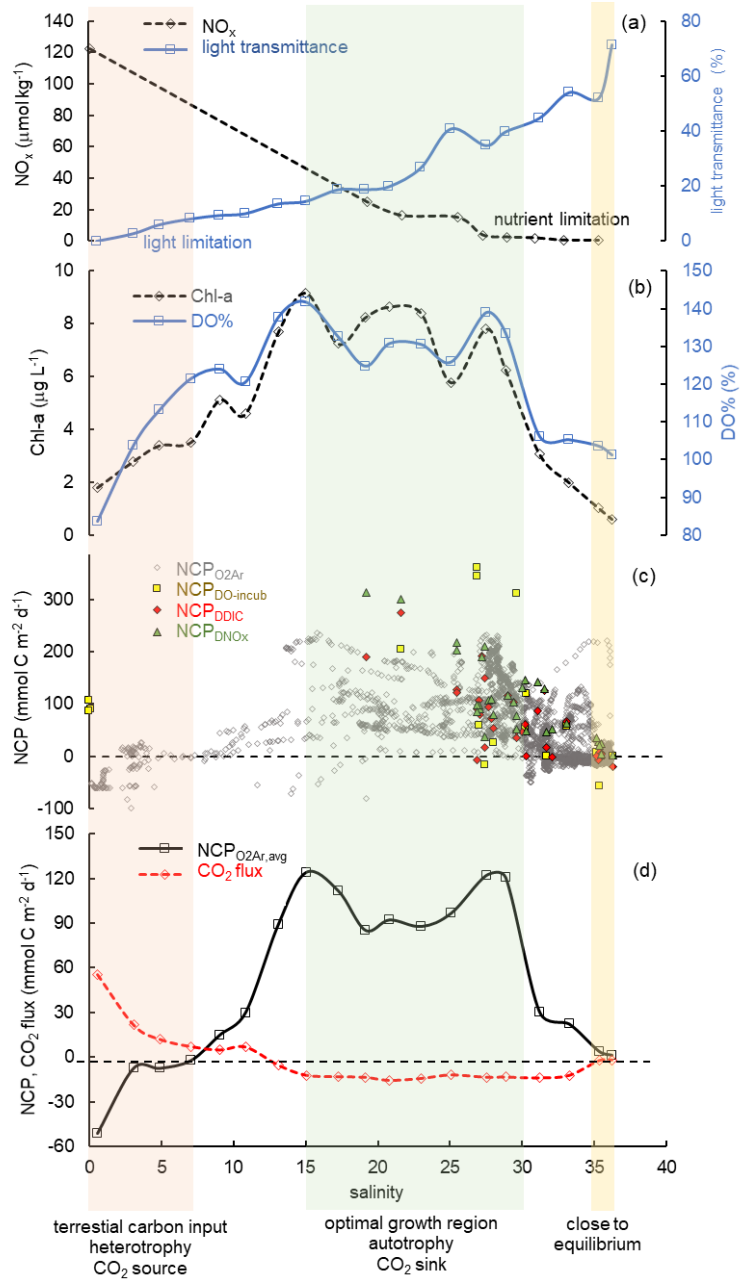 (a)
NOx
light transmittance
NOx (μmol kg-1)
140
120
100
80
60
40
20
0
light transmittance (%)
80
60
40
20
0
light limitation
nutrient limitation
(b)
Chl-a
DO%
Chl-a (μg L-1)
10
8
6
4
2
0
DO% (%)
150
140
130
120
110
100
90
80
(c)
NCPO2Ar
NCPDO-incub
NCPDDIC
NCPDNOx
NCP (mmol C m-2 d-1)
300
200
100
0
-100
(d)
NCPO2Ar,avg
CO2 flux
NCP, CO2 flux (mmol C m-2 d-1)
150
120
90
60
30
0
-30
-60
0 5 10 15 20 25 30 35 40
salinity
terrestial carbon input
heterotrophy
CO2 source
optimal growth region
autotrophy
CO2 sink
close to
equilibrium